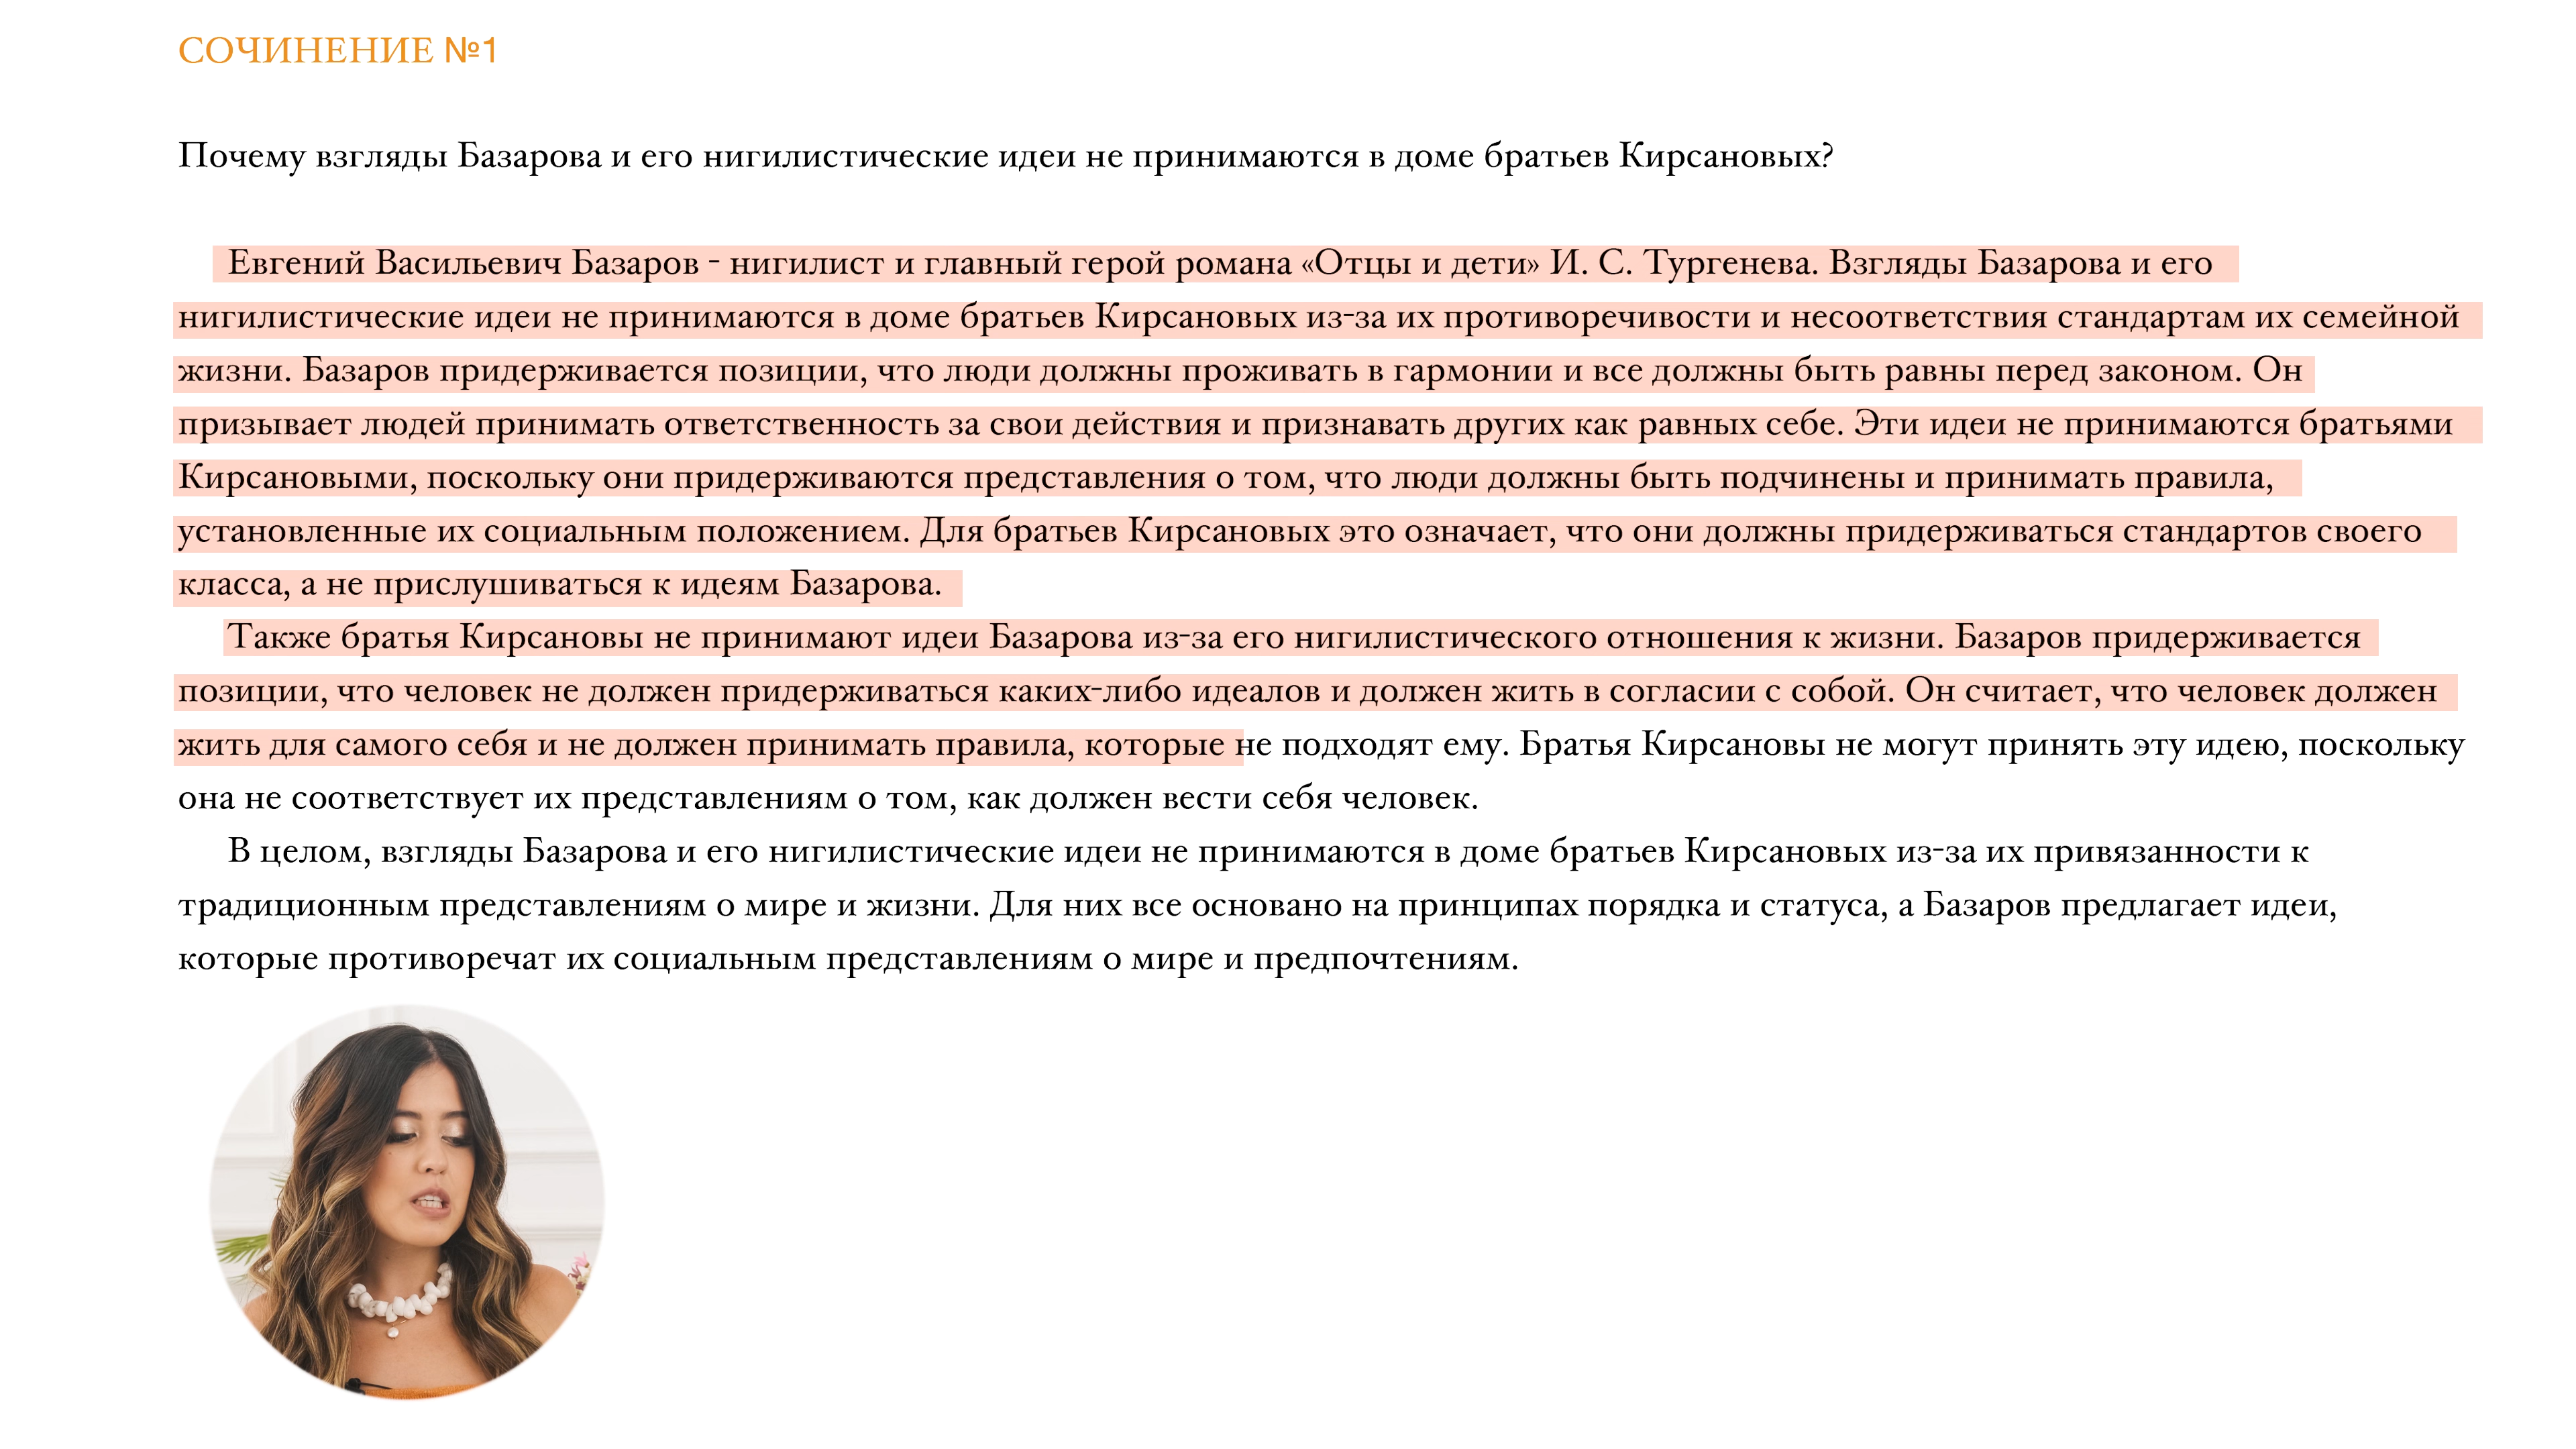 СОЧИНЕНИЕ №1
Почему взгляды Базарова и его нигилистические идеи не принимаются в доме братьев Кирсановых?
Евгений Васильевич Базаров - нигилист и главный герой романа «Отцы и дети» И. С. Тургенева. Взгляды Базарова и его
нигилистические идеи не принимаются в доме братьев Кирсановых из-за их противоречивости и несоответствия стандартам их семейной
жизни. Базаров придерживается позиции, что люди должны проживать в гармонии и все должны быть равны перед законом. Он
призывает людей принимать ответственность за свои действия и признавать других как равных себе. Эти идеи не принимаются братьями
Кирсановыми, поскольку они придерживаются представления о том, что люди должны быть подчинены и принимать правила,
установленные их социальным положением. Для братьев Кирсановых это означает, что они должны придерживаться стандартов своего
класса, а не прислушиваться к идеям Базарова.
Также братья Кирсановы не принимают идеи Базарова из-за его нигилистического отношения к жизни. Базаров придерживается
позиции, что человек не должен придерживаться каких-либо идеалов и должен жить в согласии с собой. Он считает, что человек должен
жить для самого себя и не должен принимать правила, которые не подходят ему. Братья Кирсановы не могут принять эту идею, поскольку
она не соответствует их представлениям о том, как должен вести себя человек.
В целом, взгляды Базарова и его нигилистические идеи не принимаются в доме братьев Кирсановых из-за их привязанности к
традиционным представлениям о мире и жизни. Для них все основано на принципах порядка и статуса, а Базаров предлагает идеи,
которые противоречат их социальным представлениям о мире и предпочтениям.